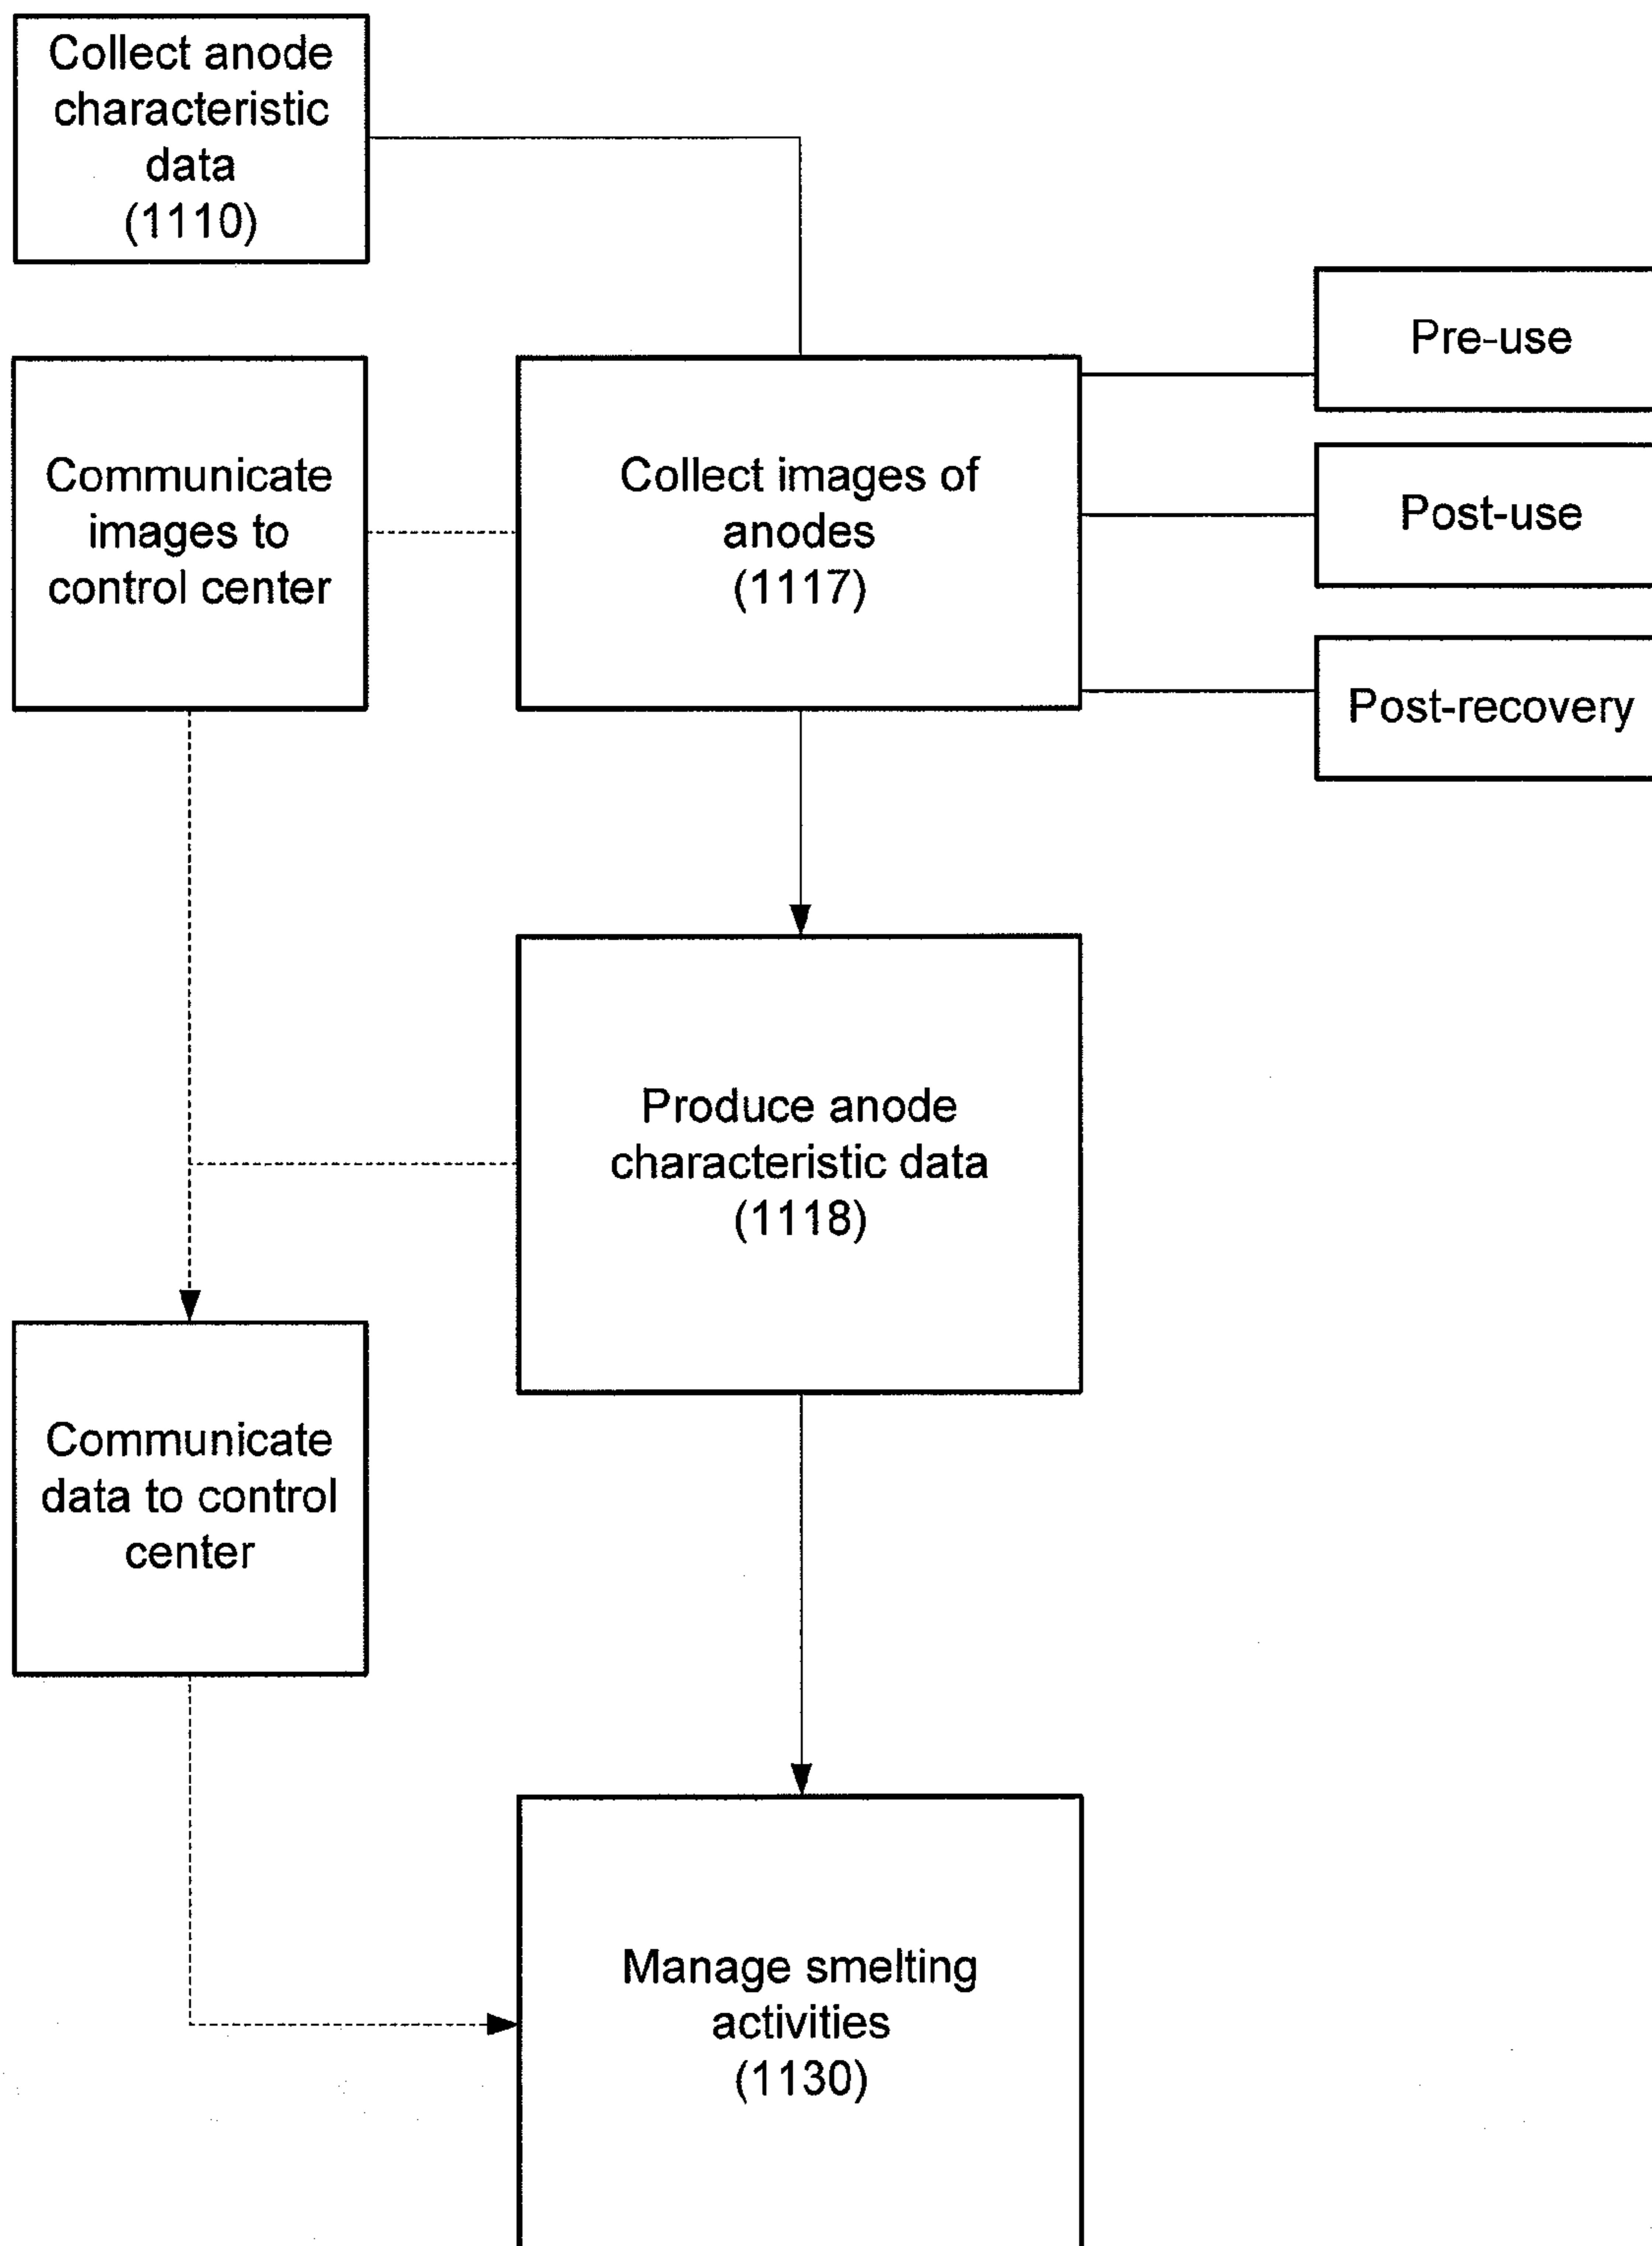 Collect anode
characteristic
data
(1110)
Pre-use
Communicate
images to
control center
Collect images of
anodes
(1117)
Post-use
Post-recovery
Produce anode
characteristic data
(1118)
Communicate
data to control
center
Manage smelting
activities
(1130)